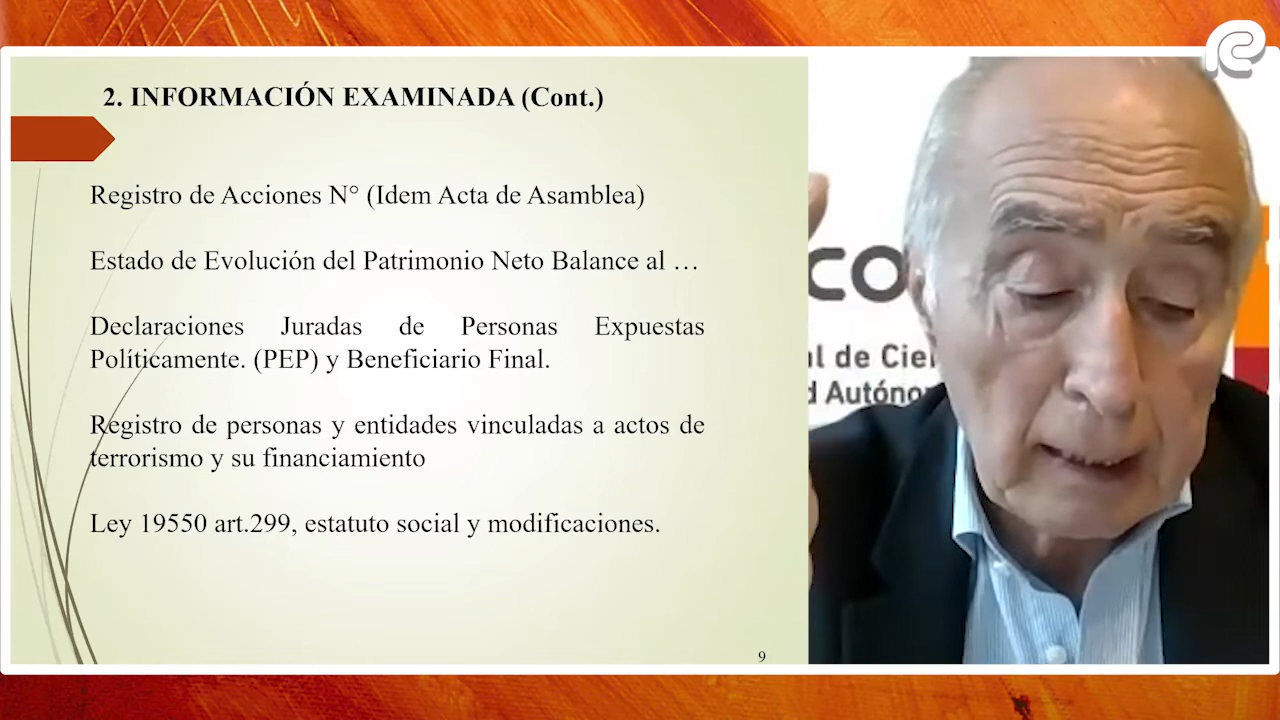 2. INFORMACIÓN EXAMINADA (Cont.)
Registro de Acciones N° (Idem Acta de Asamblea)
Estado de Evolución del Patrimonio Neto Balance al …
Declaraciones Juradas de Personas Expuestas
Políticamente. (PEP) y Beneficiario Final.
Registro de personas y entidades vinculadas a actos de
terrorismo y su financiamiento
Ley 19550 art.299, estatuto social y modificaciones.
9
co
al de Cie
d Autóno